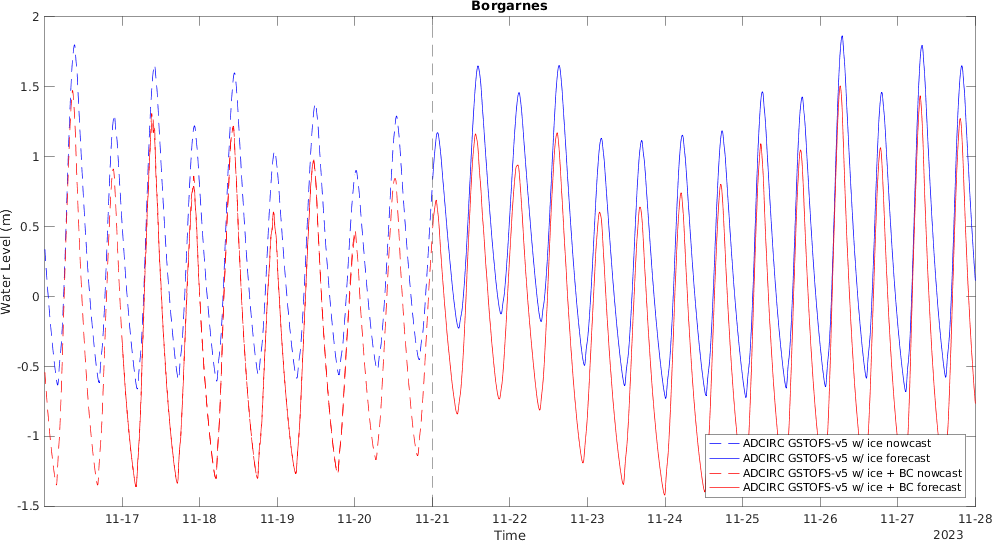 Borgarnes
Water Level (m)
2
1.5
1
0.5
0
-0.5
-1
-1.5
ADCIRC GSTOFS-v5 w/ ice nowcast
ADCIRC GSTOFS-v5 w/ ice forecast
ADCIRC GSTOFS-v5 w/ ice + BC nowcast
ADCIRC GSTOFS-v5 w/ ice + BC forecast
11-17 11-18 11-19 11-20 11-21 11-22 11-23 11-24 11-25 11-26 11-27 11-28
Time
2023